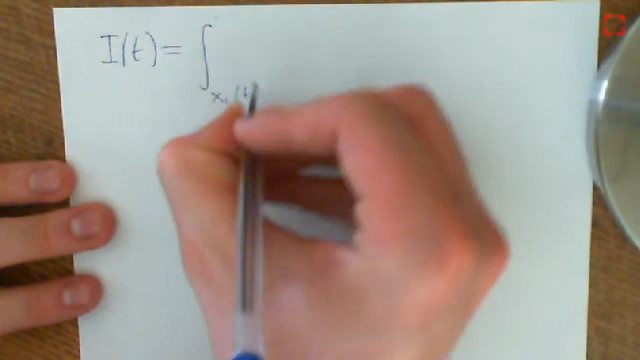 I(t) = ∫
x₁(t